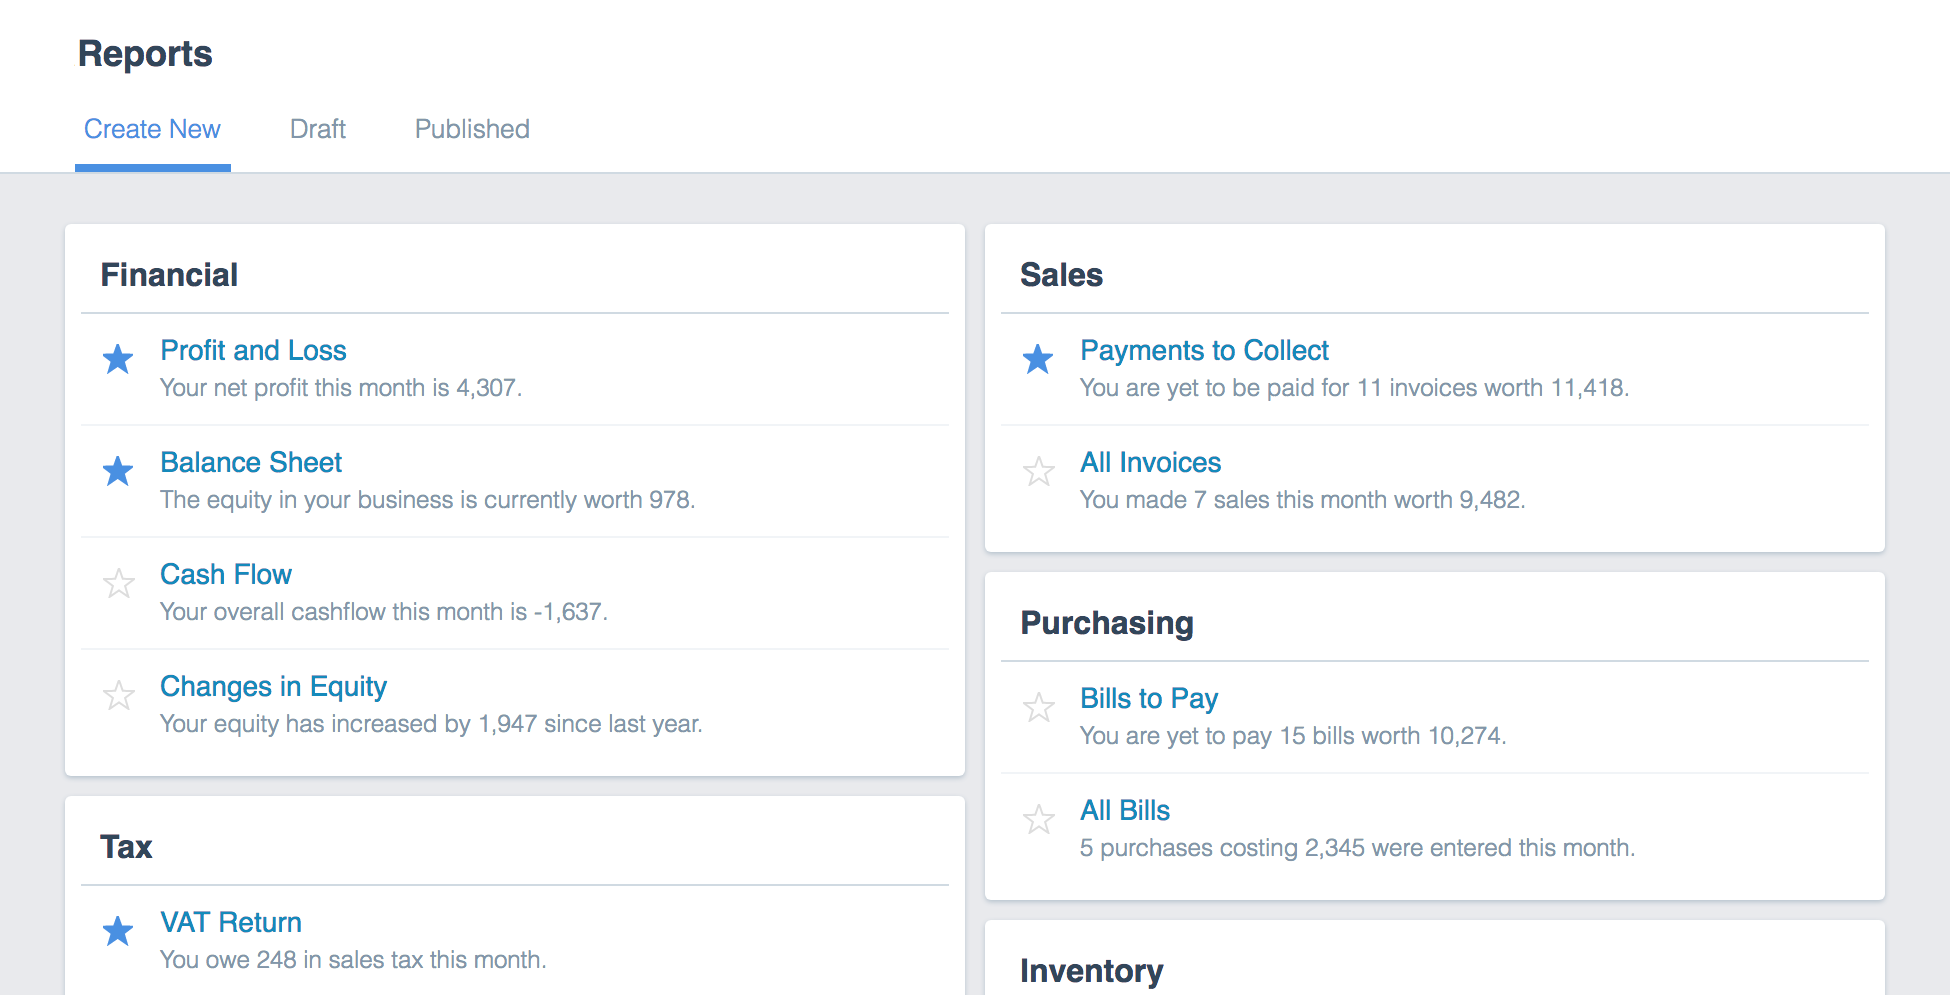 Reports
Create New Draft Published
Financial
Profit and Loss
Your net profit this month is 4,307.
Balance Sheet
The equity in your business is currently worth 978.
Cash Flow
Your overall cashflow this month is -1,637.
Changes in Equity
Your equity has increased by 1,947 since last year.
Tax
VAT Return
You owe 248 in sales tax this month.
Sales
Payments to Collect
You are yet to be paid for 11 invoices worth 11,418.
All Invoices
You made 7 sales this month worth 9,482.
Purchasing
Bills to Pay
You are yet to pay 15 bills worth 10,274.
All Bills
5 purchases costing 2,345 were entered this month.
Inventory